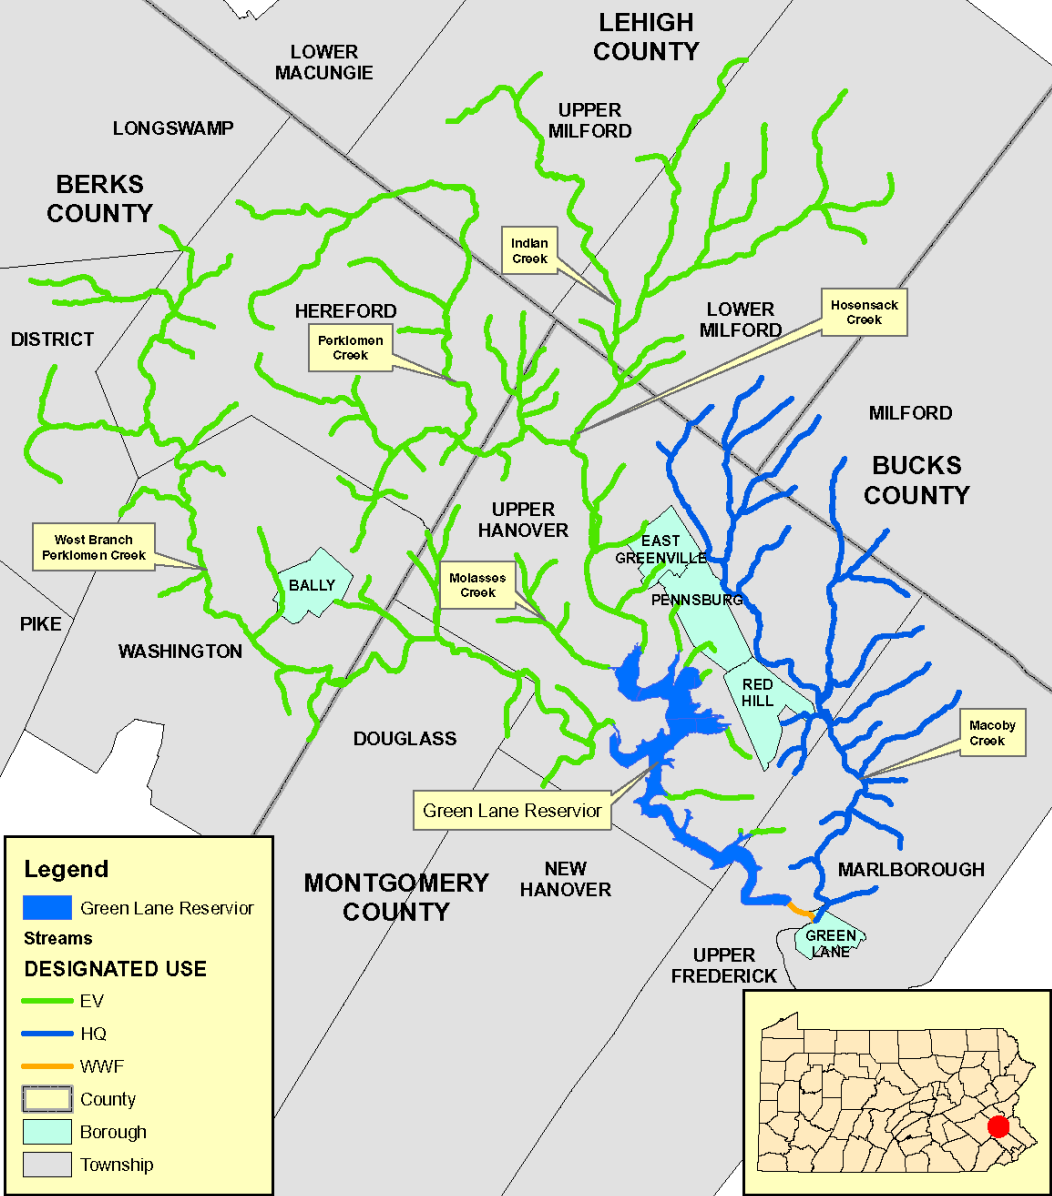 LEHIGH
COUNTY
LOWER
MACUNGIE
UPPER
MILFORD
LONGSWAMP
BERKS
COUNTY
Indian
Creek
HEREFORD
LOWER
MILFORD
Hosensack
Creek
DISTRICT
Perklomen
Creek
MILFORD
BUCKS
COUNTY
UPPER
HANOVER
West Branch
Perklomen Creek
EAST
GREENVILLE
BALLY
Molasses
Creek
PENNSBURG
PIKE
WASHINGTON
RED
HILL
DOUGLASS
Macoby
Creek
Green Lane Reservior
MONTGOMERY
COUNTY
NEW
HANOVER
MARLBOROUGH
GREEN
LANE
UPPER
FREDERICK
Legend
Green Lane Reservior
Streams
DESIGNATED USE
EV
HQ
WWF
County
Borough
Township